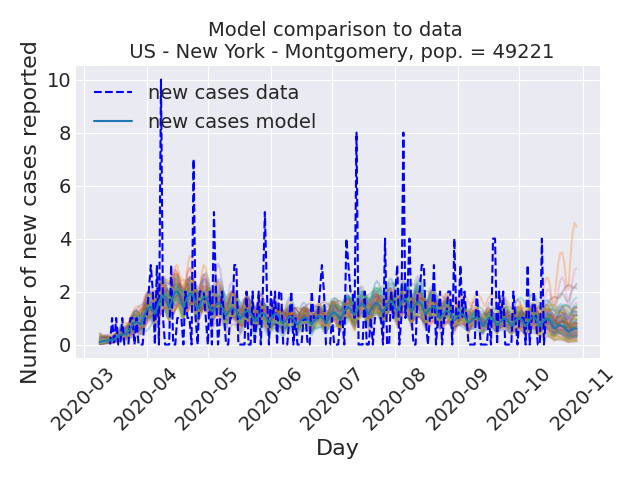 Model comparison to data
US - New York - Montgomery, pop. = 49221
Number of new cases reported
10
8
6
4
2
0
new cases data
new cases model
2020-03
2020-04
2020-05
2020-06
2020-07
2020-08
2020-09
2020-10
2020-11
Day